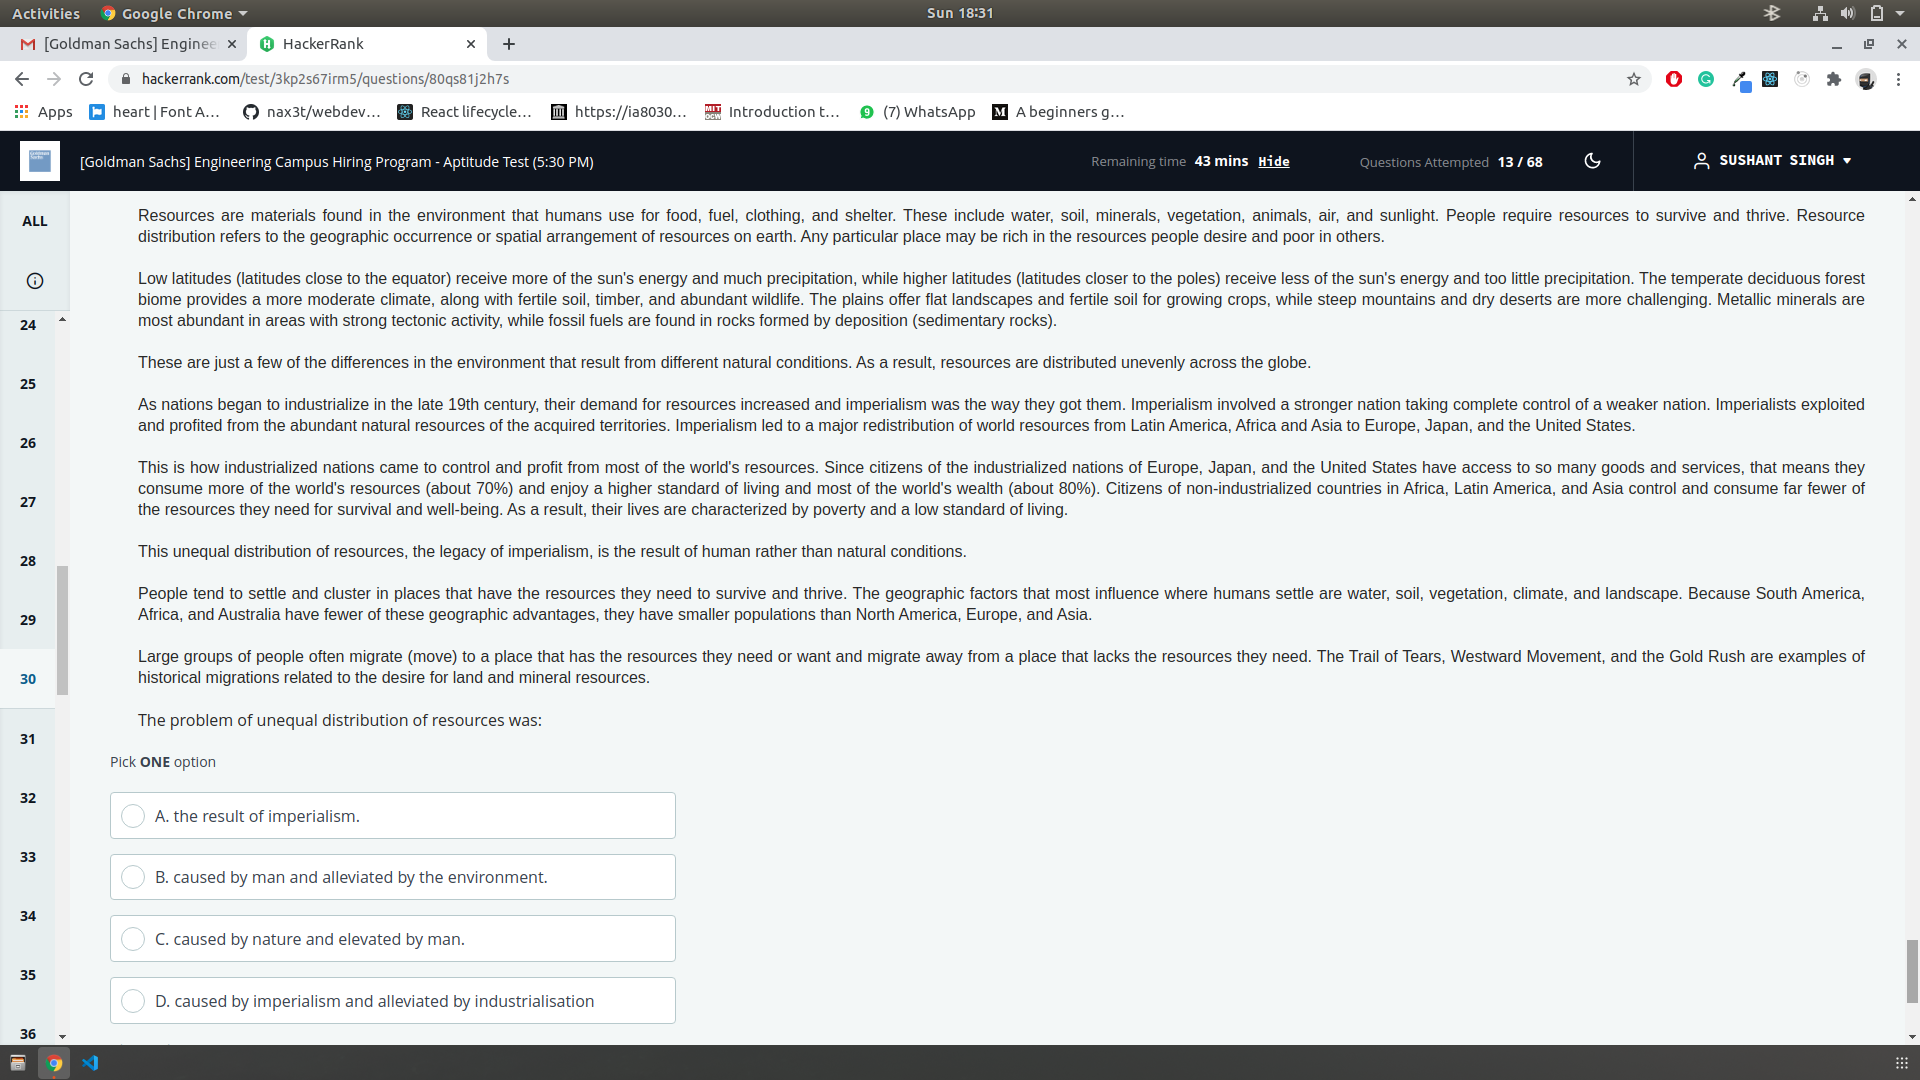 Activities Google Chrome Sun 18:31
[Goldman Sachs] Enginee HackerRank
hackerrank.com/test/3kp2s67irm5/questions/80qs81j2h7s
Apps heart | Font A... nax3t/webdev... React lifecycle... https://ia8030... Introduction t... (7) WhatsApp A beginners g...
[Goldman Sachs] Engineering Campus Hiring Program - Aptitude Test (5:30 PM) Remaining time 43 mins Hide Questions Attempted 13 / 68 SUSHANT SINGH
ALL
24
25
26
27
28
29
30
31
32
33
34
35
36
Resources are materials found in the environment that humans use for food, fuel, clothing, and shelter. These include water, soil, minerals, vegetation, animals, air, and sunlight. People require resources to survive and thrive. Resource
distribution refers to the geographic occurrence or spatial arrangement of resources on earth. Any particular place may be rich in the resources people desire and poor in others.
Low latitudes (latitudes close to the equator) receive more of the sun's energy and much precipitation, while higher latitudes (latitudes closer to the poles) receive less of the sun's energy and too little precipitation. The temperate deciduous forest
biome provides a more moderate climate, along with fertile soil, timber, and abundant wildlife. The plains offer flat landscapes and fertile soil for growing crops, while steep mountains and dry deserts are more challenging. Metallic minerals are
most abundant in areas with strong tectonic activity, while fossil fuels are found in rocks formed by deposition (sedimentary rocks).
These are just a few of the differences in the environment that result from different natural conditions. As a result, resources are distributed unevenly across the globe.
As nations began to industrialize in the late 19th century, their demand for resources increased and imperialism was the way they got them. Imperialism involved a stronger nation taking complete control of a weaker nation. Imperialists exploited
and profited from the abundant natural resources of the acquired territories. Imperialism led to a major redistribution of world resources from Latin America, Africa and Asia to Europe, Japan, and the United States.
This is how industrialized nations came to control and profit from most of the world's resources. Since citizens of the industrialized nations of Europe, Japan, and the United States have access to so many goods and services, that means they
consume more of the world's resources (about 70%) and enjoy a higher standard of living and most of the world's wealth (about 80%). Citizens of non-industrialized countries in Africa, Latin America, and Asia control and consume far fewer of
the resources they need for survival and well-being. As a result, their lives are characterized by poverty and a low standard of living.
This unequal distribution of resources, the legacy of imperialism, is the result of human rather than natural conditions.
People tend to settle and cluster in places that have the resources they need to survive and thrive. The geographic factors that most influence where humans settle are water, soil, vegetation, climate, and landscape. Because South America,
Africa, and Australia have fewer of these geographic advantages, they have smaller populations than North America, Europe, and Asia.
Large groups of people often migrate (move) to a place that has the resources they need or want and migrate away from a place that lacks the resources they need. The Trail of Tears, Westward Movement, and the Gold Rush are examples of
historical migrations related to the desire for land and mineral resources.
The problem of unequal distribution of resources was:
Pick ONE option
A. the result of imperialism.
B. caused by man and alleviated by the environment.
C. caused by nature and elevated by man.
D. caused by imperialism and alleviated by industrialisation